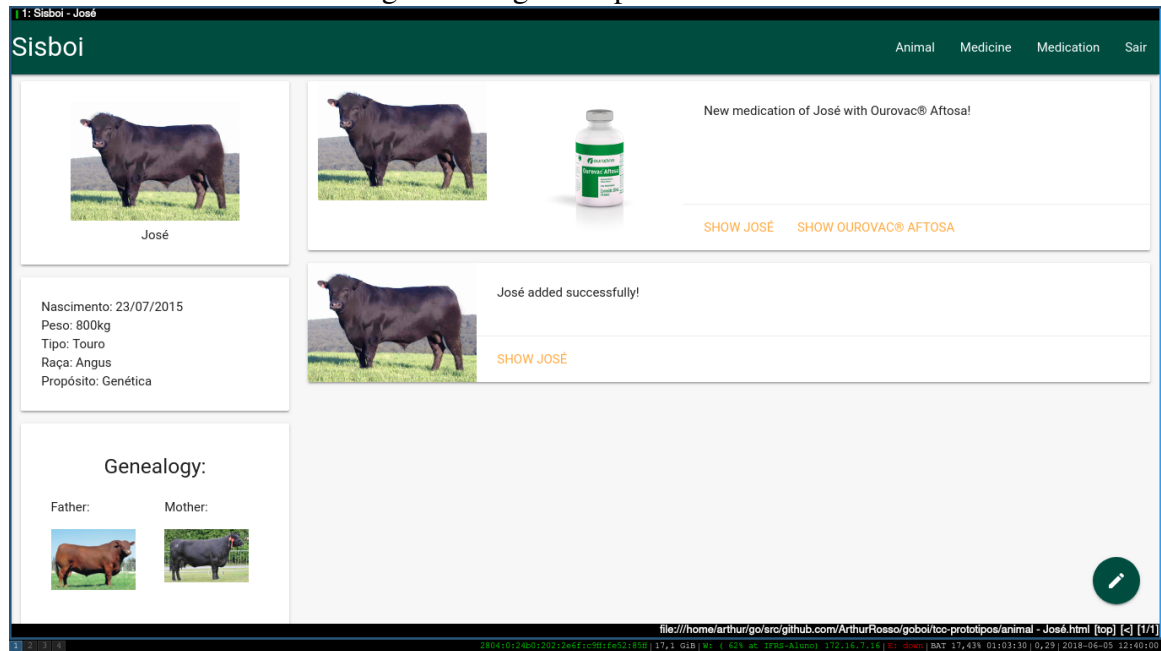 1: Sisboi - José
Sisboi
Animal Medicine Medication Sair
José
Nascimento: 23/07/2015
Peso: 800kg
Tipo: Touro
Raça: Angus
Propósito: Genética
Genealogy:
Father: Mother:
New medication of José with Ourovac® Aftosa!
SHOW JOSÉ SHOW OUROVAC® AFTOSA
José added successfully!
SHOW JOSÉ
file:///home/arthur/go/src/github.com/ArthurRosso/goboi/tcc-prototipos/animal - José.html [top] [<] [1/1]
1 2 3 4 2804:0:24b0:202:2e6f:c9ff:fe52:85ff| 17,1 GiB| W: ( 62% at IFRS-Aluno) 172.16.7.16| E: down| BAT 17,43% 01:03:30| 0,29| 2018-06-05 12:40:00